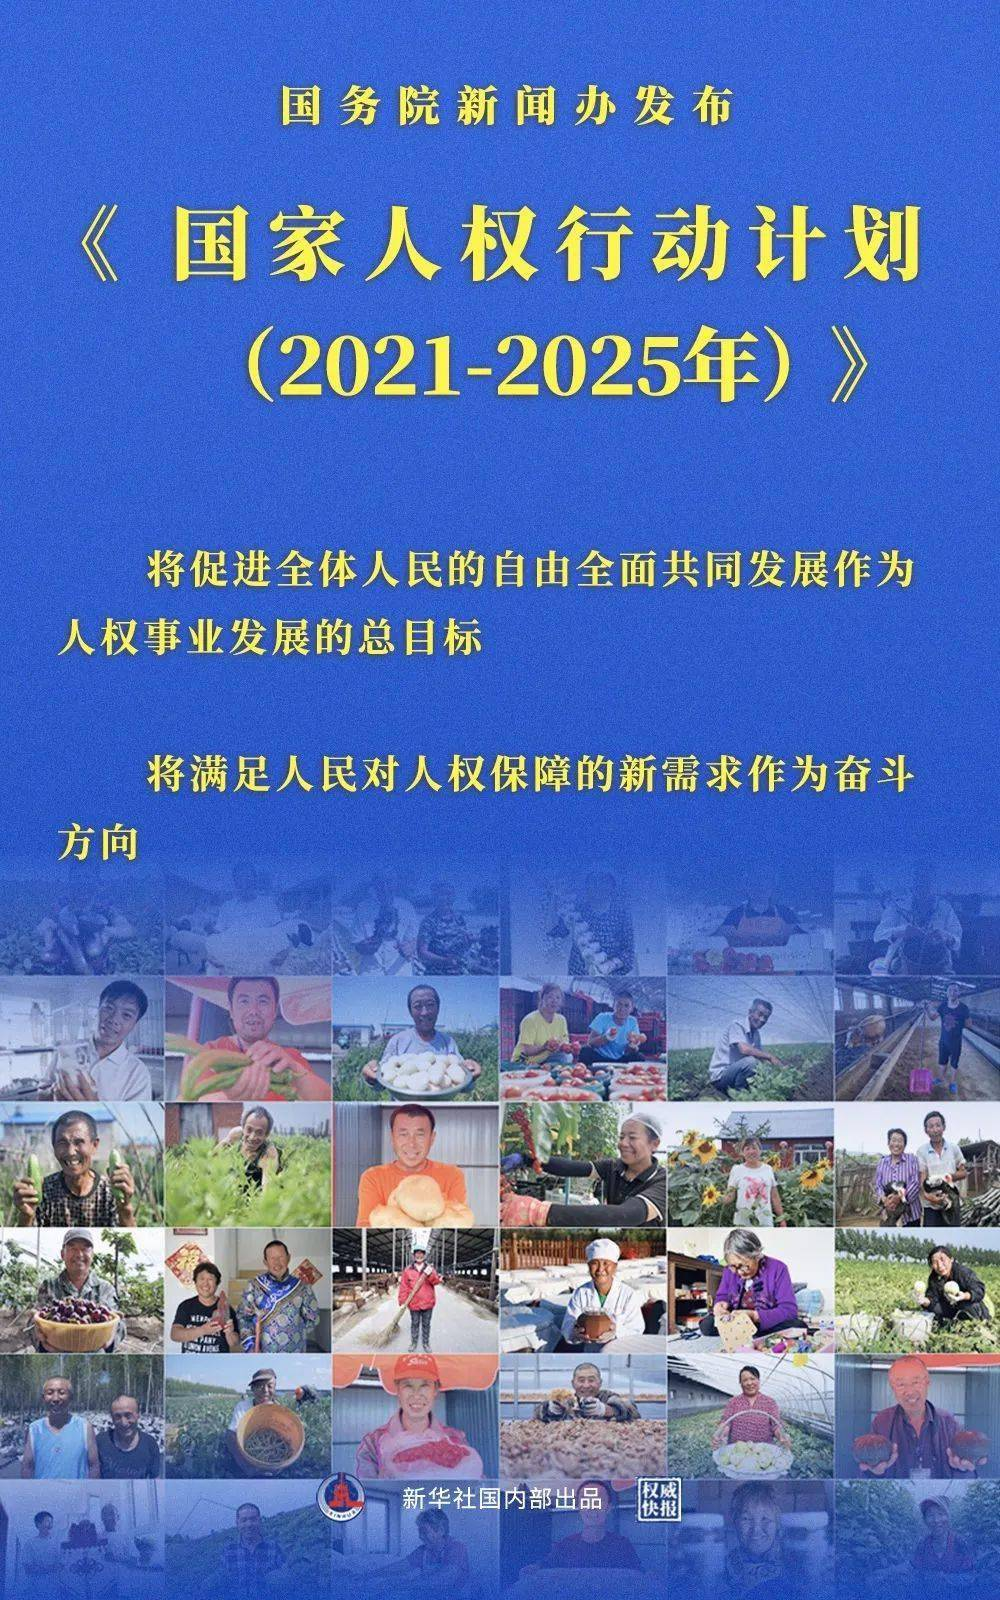 国务院新闻办发布
《国家人权行动计划
（2021-2025年）》
将促进全体人民的自由全面共同发展作为
人权事业发展的总目标
将满足人民对人权保障的新需求作为奋斗
方向
新华社国内部出品
权威
快报